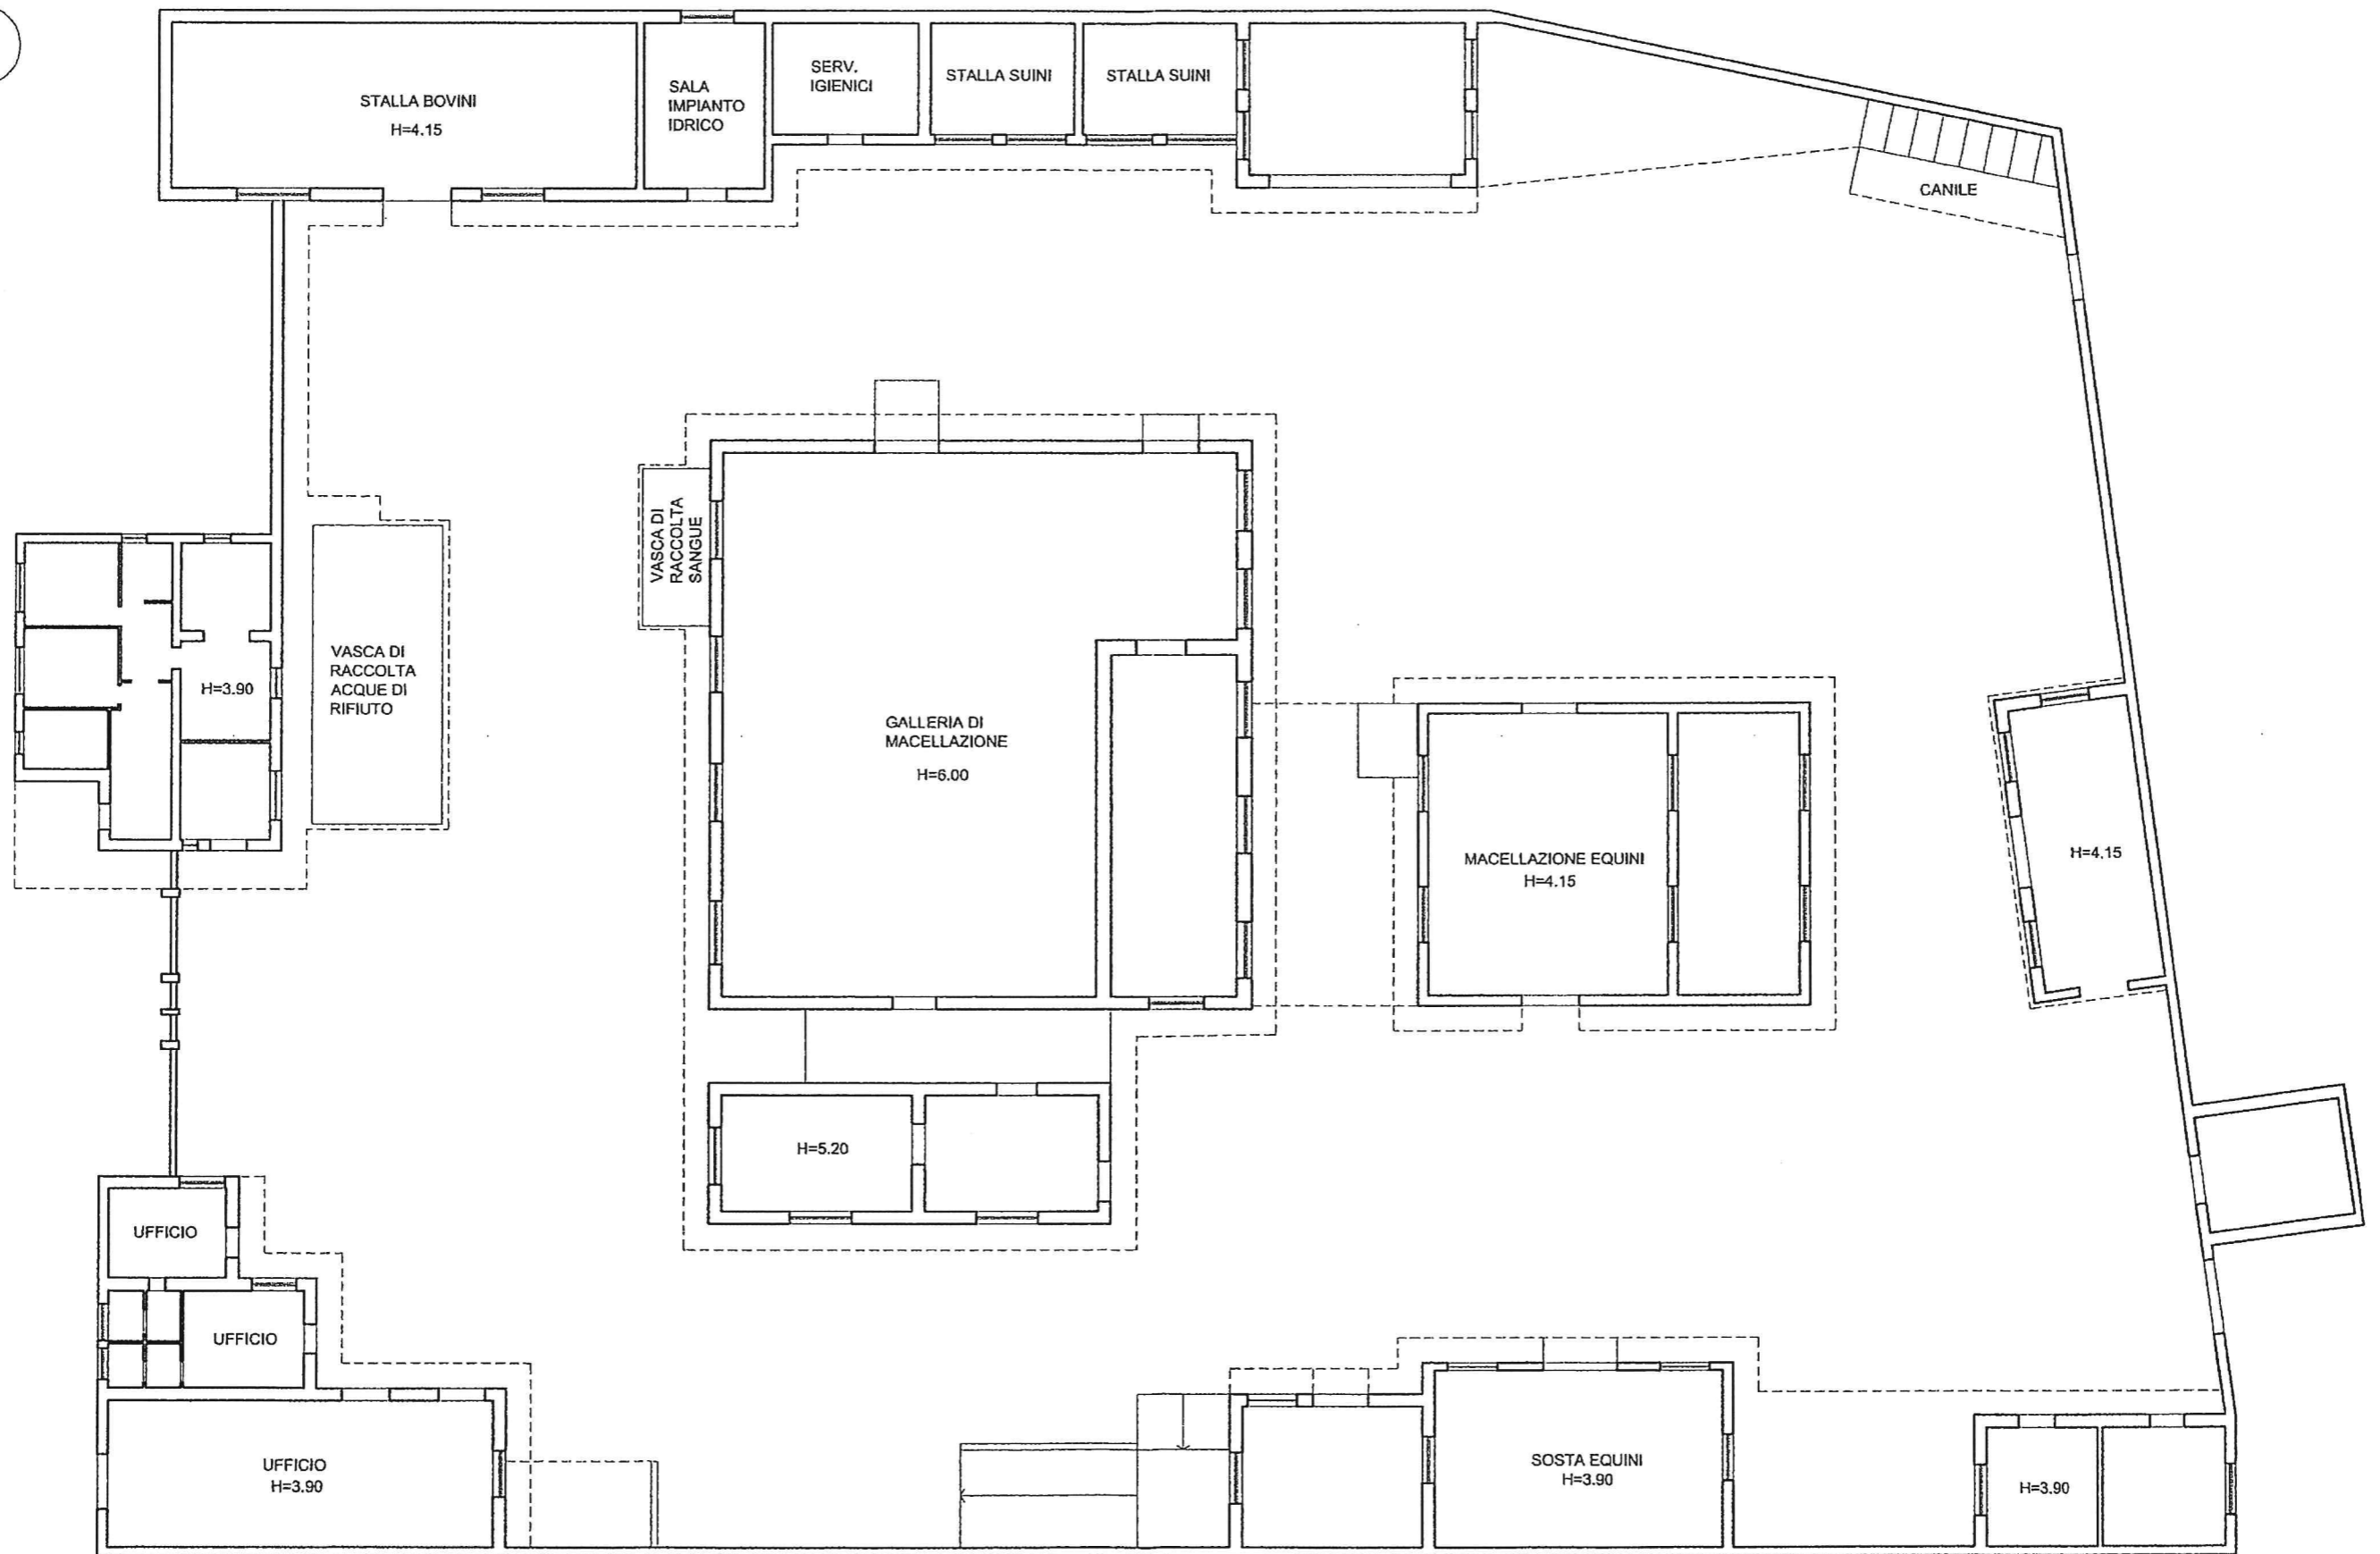 STALLA BOVINI
H=4.15
SALA
IMPIANTO
IDRICO
SERV.
IGIENICI
STALLA SUINI
STALLA SUINI
CANILE
VASCA DI
RACCOLTA
SANGUE
H=3.90
VASCA DI
RACCOLTA
ACQUE DI
RIFIUTO
GALLERIA DI
MACELLAZIONE
H=6.00
MACELLAZIONE EQUINI
H=4.15
H=4.15
H=5.20
UFFICIO
UFFICIO
UFFICIO
H=3.90
SOSTA EQUINI
H=3.90
H=3.90